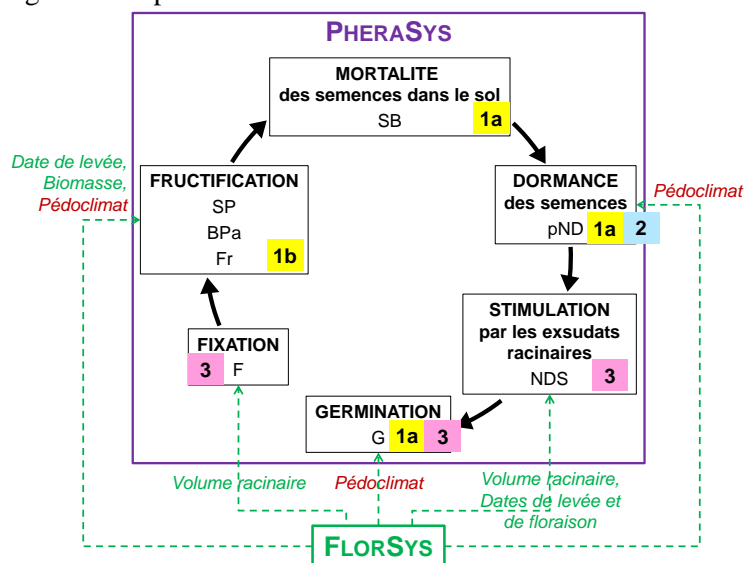 PHERASYS
MORTALITE
des semences dans le sol
SB 1a
Date de levée,
Biomasse,
Pédoclimat
FRUCTIFICATION
SP
BPa
Fr 1b
DORMANCE
des semences
pND 1a 2
Pédoclimat
STIMULATION
par les exsudats
racinaires
NDS 3
FIXATION
3 F
GERMINATION
G 1a 3
Volume racinaire
Pédoclimat
Volume racinaire,
Dates de levée et
de floraison
FLORSYS